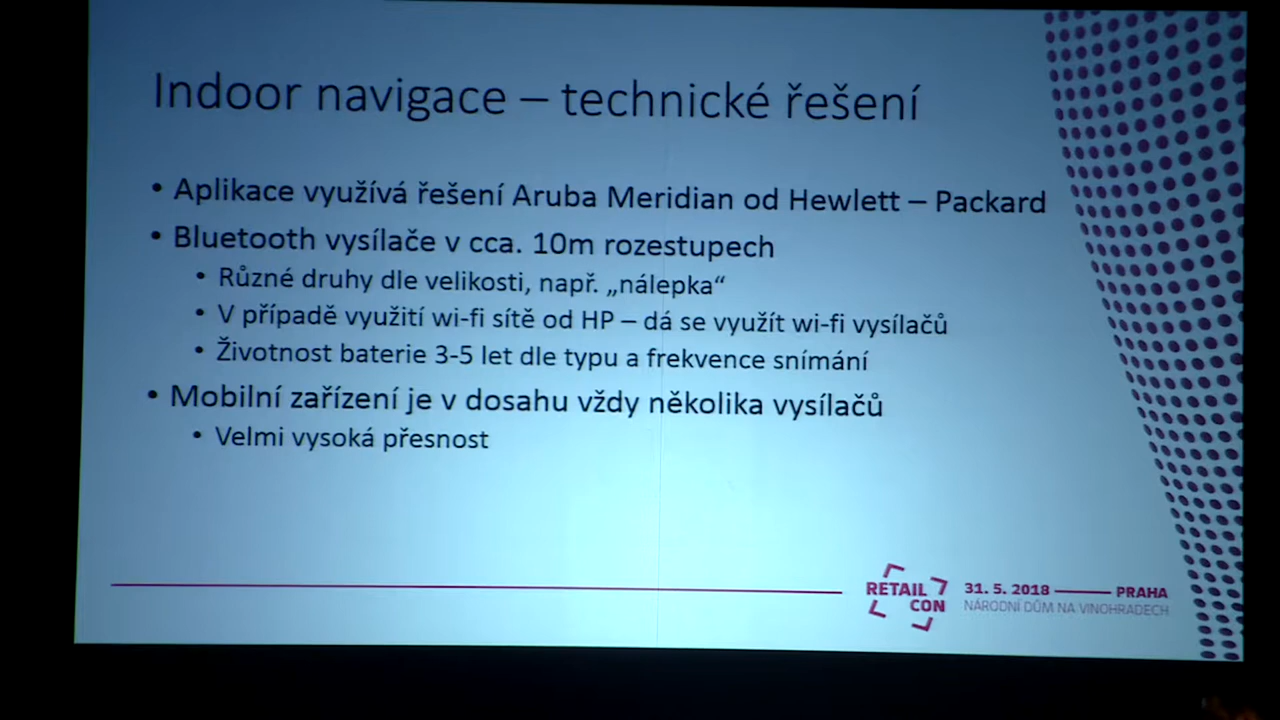 Indoor navigace – technické řešení
• Aplikace využívá řešení Aruba Meridian od Hewlett – Packard
• Bluetooth vysílače v cca. 10m rozestupech
• Různé druhy dle velikosti, např. „nálepka“
• V případě využití wi-fi sítě od HP – dá se využít wi-fi vysílačů
• Životnost baterie 3-5 let dle typu a frekvence snímání
• Mobilní zařízení je v dosahu vždy několika vysílačů
• Velmi vysoká přesnost
RETAIL CON
31. 5. 2018 PRAHA
NÁRODNÍ DŮM NA VINOHRADECH